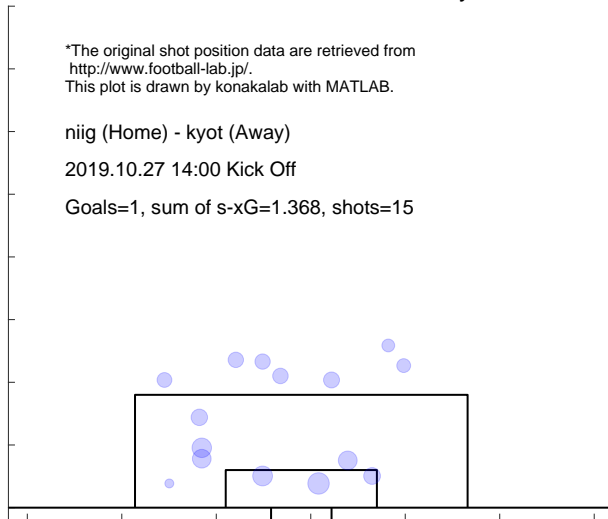 *The original shot position data are retrieved from
http://www.football-lab.jp/.
This plot is drawn by konakalab with MATLAB.
niig (Home) - kyot (Away)
2019.10.27 14:00 Kick Off
Goals=1, sum of s-xG=1.368, shots=15